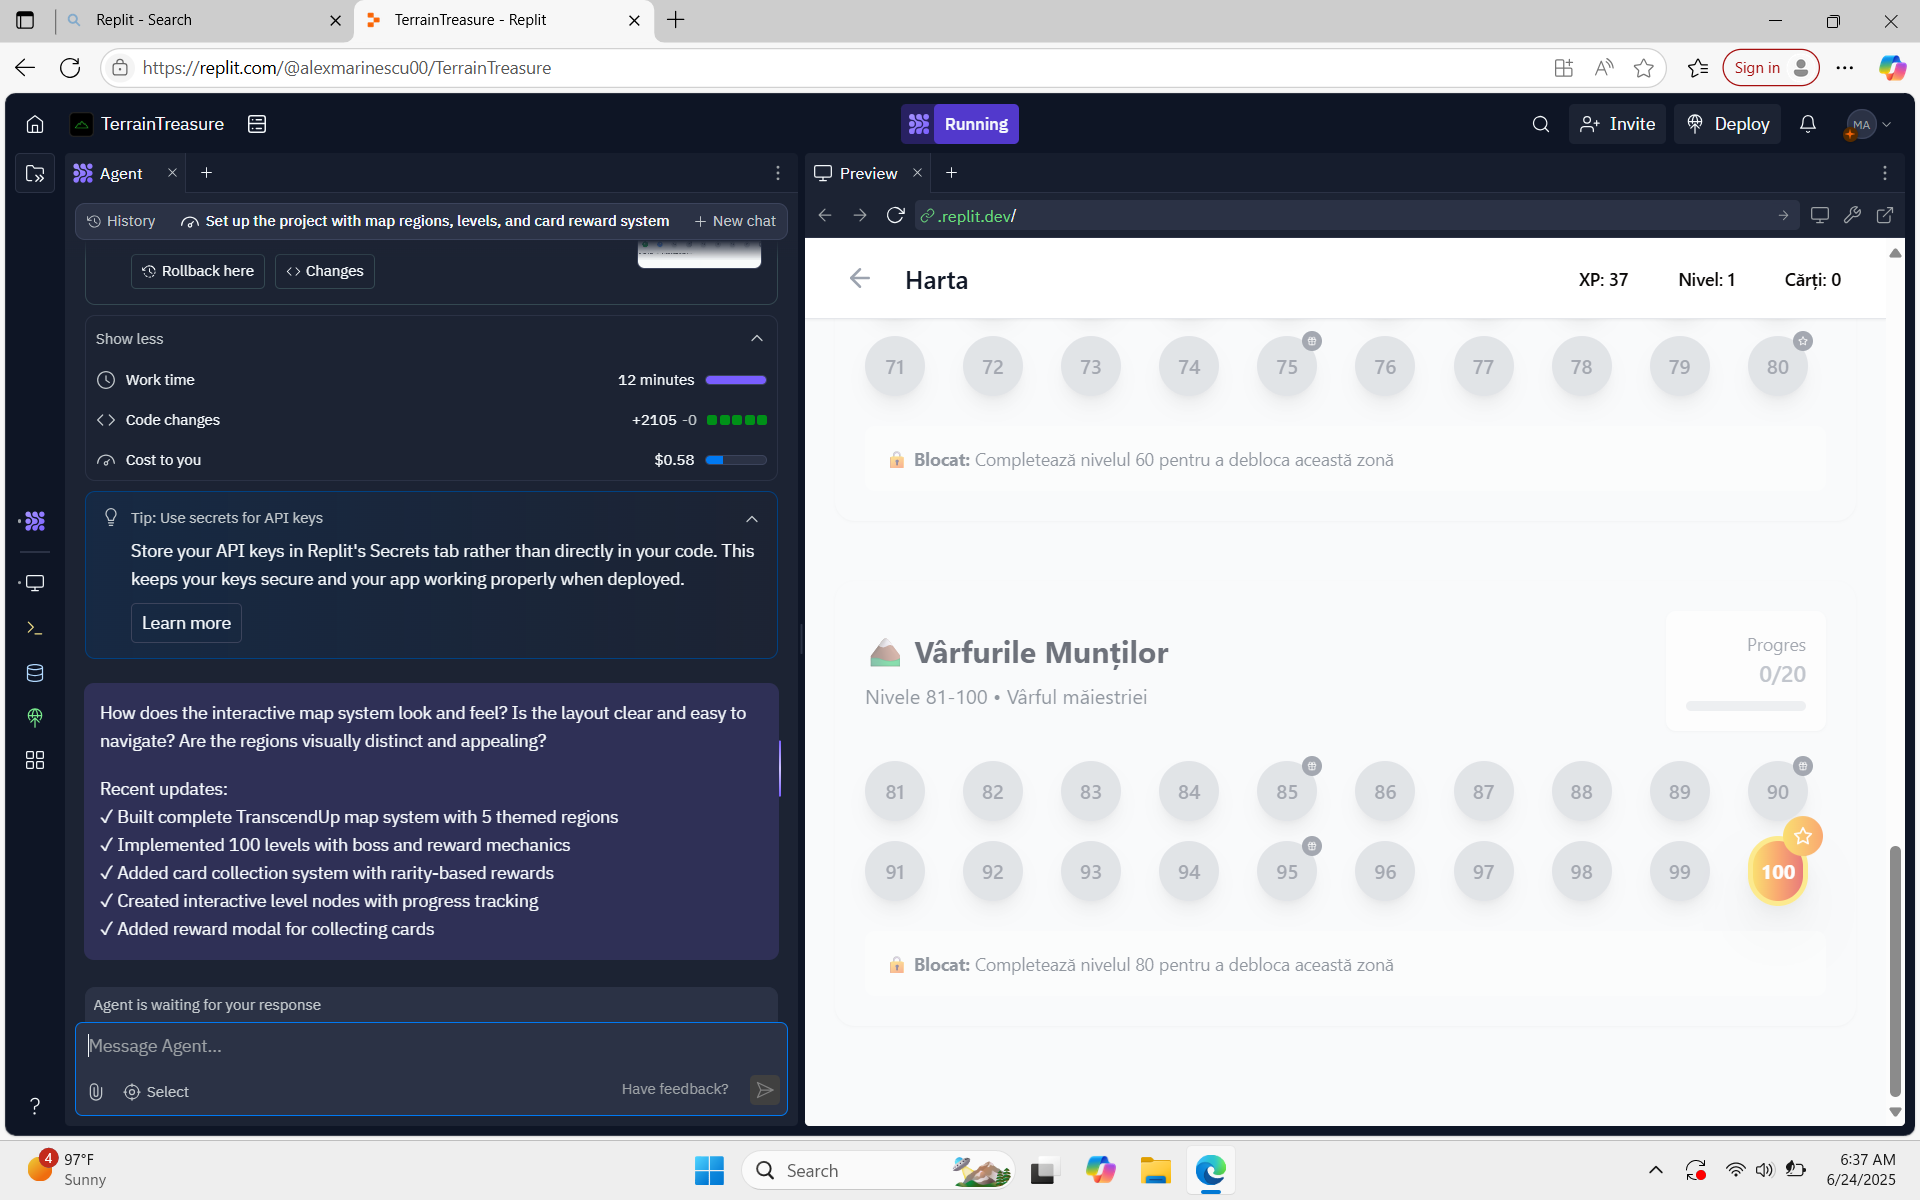 Replit - Search
TerrainTreasure - Replit
https://replit.com/@alexmarinescu00/TerrainTreasure
Sign in
TerrainTreasure
Running
Invite
Deploy
MA
Agent
Preview
History
Set up the project with map regions, levels, and card reward system
New chat
.replit.dev/
Rollback here
Changes
Show less
Work time
12 minutes
Code changes
+2105 -0
Cost to you
$0.58
Tip: Use secrets for API keys
Store your API keys in Replit's Secrets tab rather than directly in your code. This
keeps your keys secure and your app working properly when deployed.
Learn more
How does the interactive map system look and feel? Is the layout clear and easy to
navigate? Are the regions visually distinct and appealing?
Recent updates:
✓ Built complete TranscendUp map system with 5 themed regions
✓ Implemented 100 levels with boss and reward mechanics
✓ Added card collection system with rarity-based rewards
✓ Created interactive level nodes with progress tracking
✓ Added reward modal for collecting cards
Agent is waiting for your response
Message Agent...
Select
Have feedback?
Harta
XP: 37
Nivel: 1
Cărți: 0
71 72 73 74 75 76 77 78 79 80
Blocat: Completează nivelul 60 pentru a debloca această zonă
Vârfurile Munților
Nivele 81-100 • Vârful măiestriei
Progres
0/20
81 82 83 84 85 86 87 88 89 90
91 92 93 94 95 96 97 98 99 100
Blocat: Completează nivelul 80 pentru a debloca această zonă
4
97°F
Sunny
Search
6:37 AM
6/24/2025